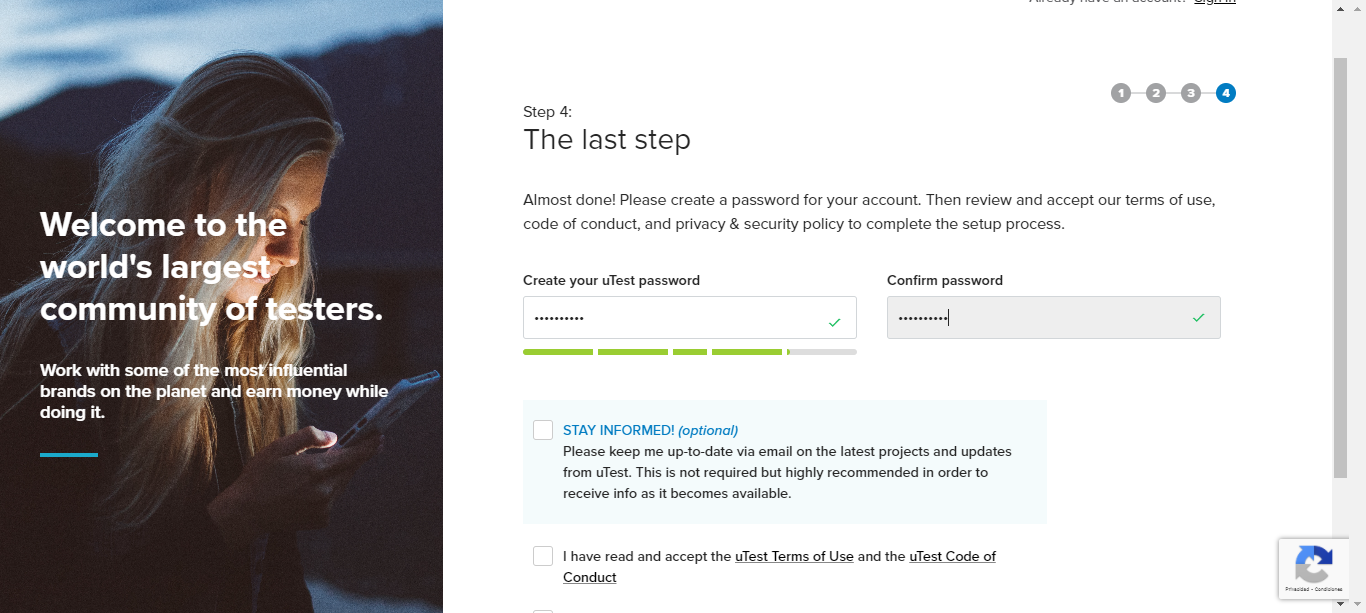 Already have an account? Sign in
1 2 3 4
Step 4:
The last step
Almost done! Please create a password for your account. Then review and accept our terms of use,
code of conduct, and privacy & security policy to complete the setup process.
Create your uTest password
Confirm password
••••••••••
••••••••••
STAY INFORMED! (optional)
Please keep me up-to-date via email on the latest projects and updates
from uTest. This is not required but highly recommended in order to
receive info as it becomes available.
I have read and accept the uTest Terms of Use and the uTest Code of
Conduct
Welcome to the
world's largest
community of testers.
Work with some of the most influential
brands on the planet and earn money while
doing it.
Privacidad - Condiciones